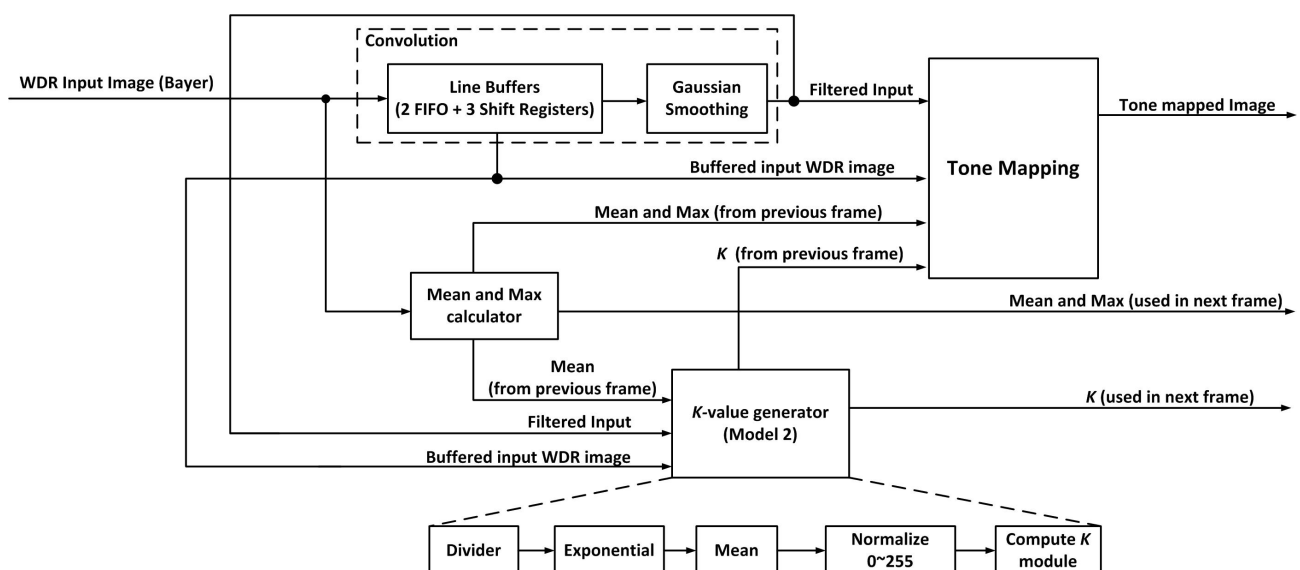 Convolution
WDR Input Image (Bayer)
Line Buffers
(2 FIFO + 3 Shift Registers)
Gaussian
Smoothing
Filtered Input
Tone Mapping
Tone mapped Image
Buffered input WDR image
Mean and Max (from previous frame)
K (from previous frame)
Mean and Max
calculator
Mean and Max (used in next frame)
Mean
(from previous frame)
K-value generator
(Model 2)
K (used in next frame)
Filtered Input
Buffered input WDR image
Divider
Exponential
Mean
Normalize
0~255
Compute K
module